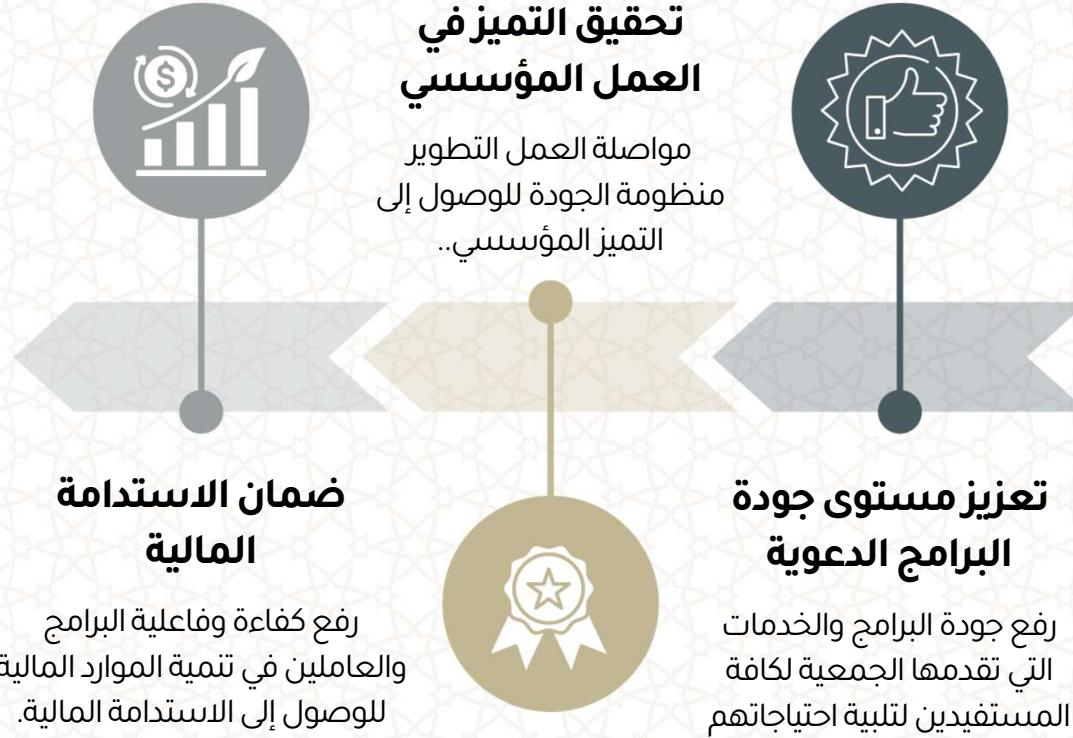 تعزيز مستوى جودة
البرامج الدعوية
رفع جودة البرامج والخدمات
التي تقدمها الجمعية لكافة
المستفيدين لتلبية احتياجاتهم
تحقيق التميز في
العمل المؤسسي
مواصلة العمل التطوير
منظومة الجودة للوصول إلى
التميز المؤسسي..
ضمان الاستدامة
المالية
رفع كفاءة وفاعلية البرامج
والعاملين في تنمية الموارد المالية
للوصول إلى الاستدامة المالية.
$